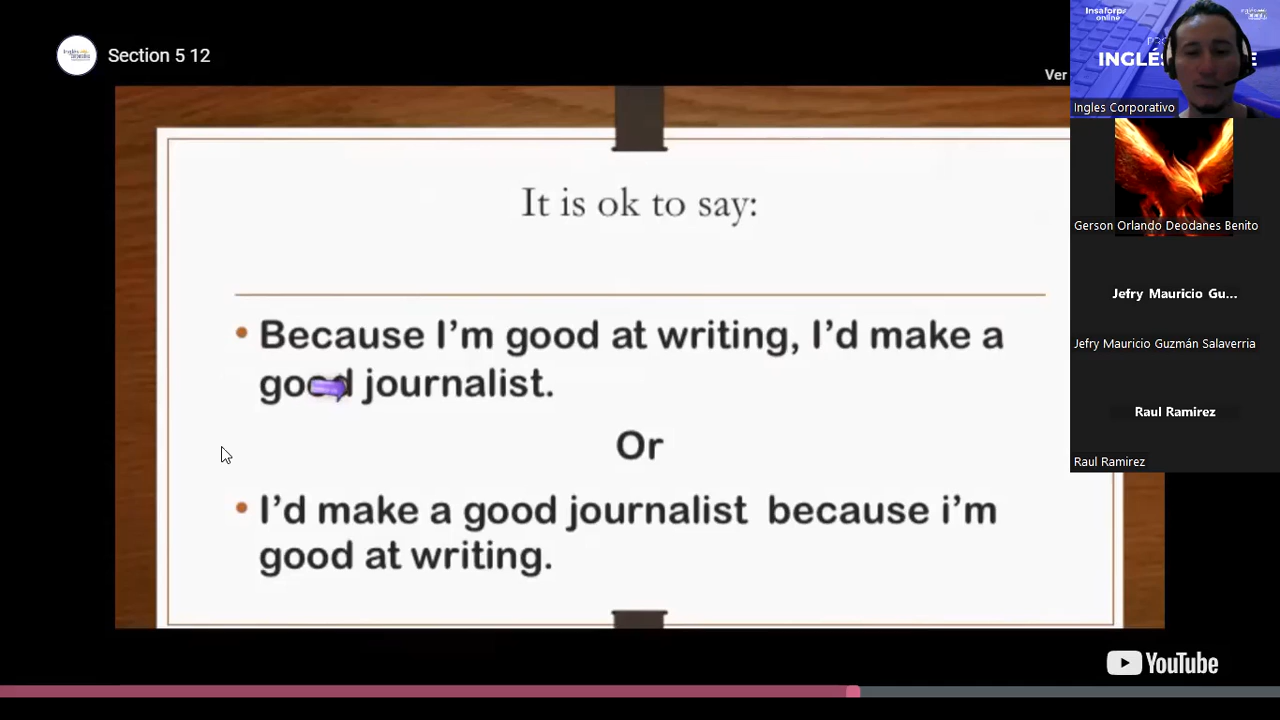 Section 5 12
Ver
It is ok to say:
• Because I'm good at writing, I'd make a
good journalist.
Or
• I'd make a good journalist because i'm
good at writing.
YouTube
Insaforp
online
INGLÉS
E
Ingles Corporativo
Gerson Orlando Deodanes Benito
Jefry Mauricio Gu...
Jefry Mauricio Guzmán Salaverria
Raul Ramirez
Raul Ramirez